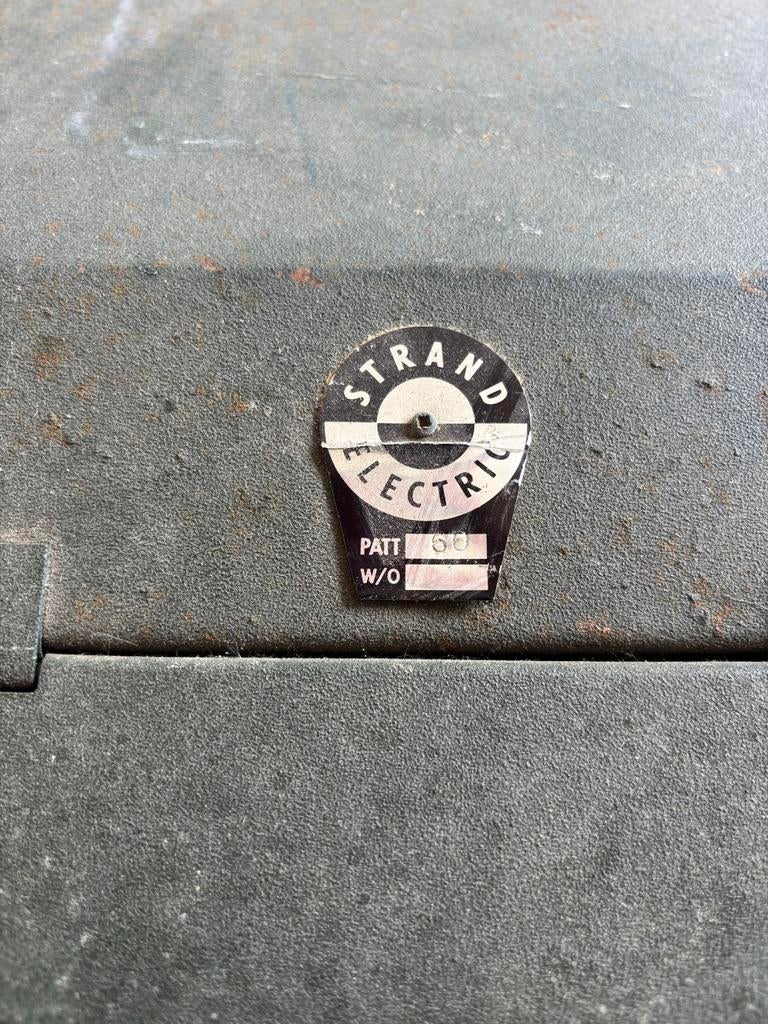 STRAND
ELECTRIC
PATT 60
W/O